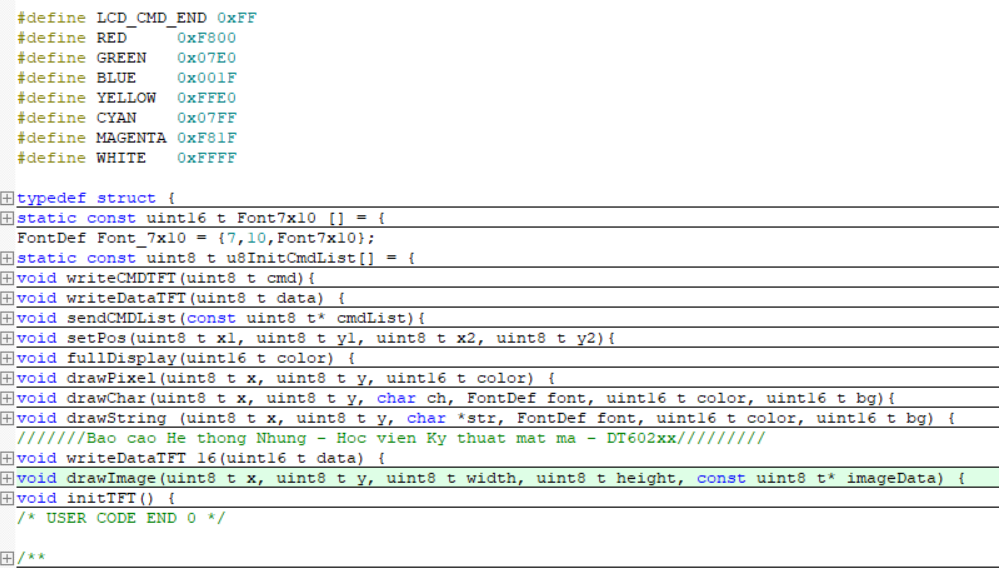 #define LCD_CMD_END 0xFF
#define RED 0xF800
#define GREEN 0x07E0
#define BLUE 0x001F
#define YELLOW 0xFFE0
#define CYAN 0x07FF
#define MAGENTA 0xF81F
#define WHITE 0xFFFF
typedef struct {
static const uint16_t Font7x10 [] = {
FontDef Font_7x10 = {7,10,Font7x10};
static const uint8_t u8InitCmdList[] = {
void writeCMDTFT(uint8_t cmd){
void writeDataTFT(uint8_t data) {
void sendCMDList(const uint8_t* cmdList){
void setPos(uint8_t x1, uint8_t y1, uint8_t x2, uint8_t y2){
void fullDisplay(uint16_t color) {
void drawPixel(uint8_t x, uint8_t y, uint16_t color) {
void drawChar(uint8_t x, uint8_t y, char ch, FontDef font, uint16_t color, uint16_t bg){
void drawString (uint8_t x, uint8_t y, char *str, FontDef font, uint16_t color, uint16_t bg) {
///////Bao cao He thong Nhung - Hoc vien Ky thuat mat ma - DT602xx/////////
void writeDataTFT_16(uint16_t data) {
void drawImage(uint8_t x, uint8_t y, uint8_t width, uint8_t height, const uint8_t* imageData) {
void initTFT() {
/* USER CODE END 0 */
/**